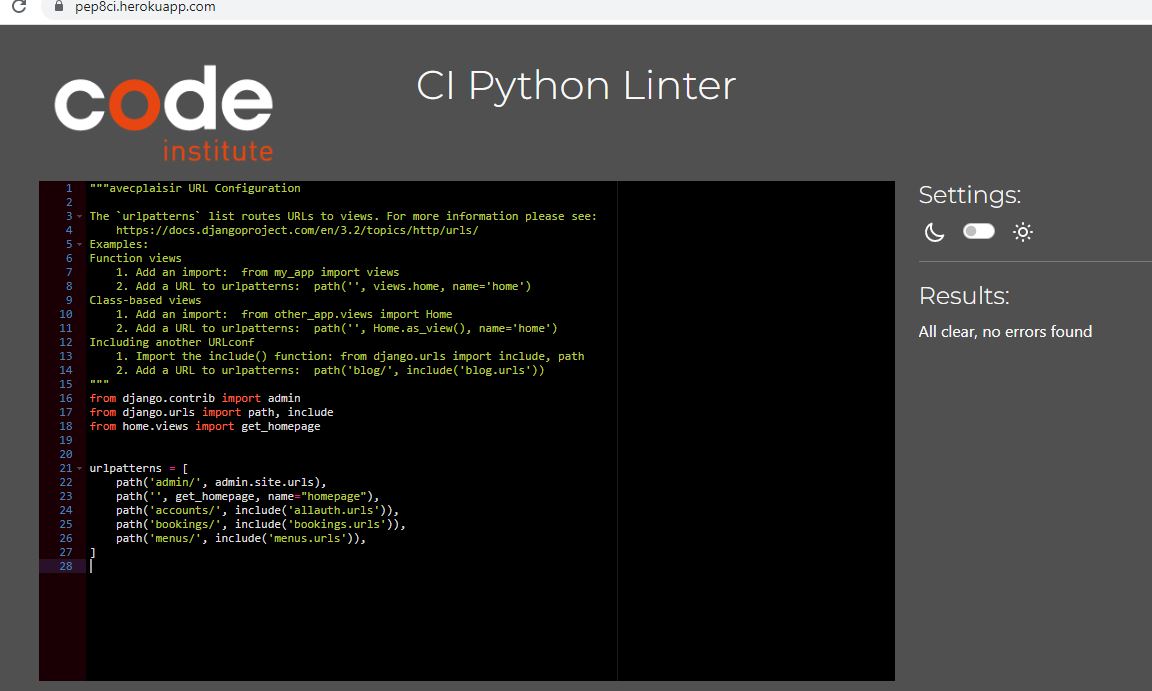 pep8ci.herokuapp.com
code
institute
CI Python Linter
1 """avecplaisir URL Configuration
2
3 The `urlpatterns` list routes URLs to views. For more information please see:
4     https://docs.djangoproject.com/en/3.2/topics/http/urls/
5 Examples:
6 Function views
7     1. Add an import:  from my_app import views
8     2. Add a URL to urlpatterns:  path('', views.home, name='home')
9 Class-based views
10     1. Add an import:  from other_app.views import Home
11     2. Add a URL to urlpatterns:  path('', Home.as_view(), name='home')
12 Including another URLconf
13     1. Import the include() function: from django.urls import include, path
14     2. Add a URL to urlpatterns:  path('blog/', include('blog.urls'))
15 """
16 from django.contrib import admin
17 from django.urls import path, include
18 from home.views import get_homepage
19
20
21 urlpatterns = [
22     path('admin/', admin.site.urls),
23     path('', get_homepage, name="homepage"),
24     path('accounts/', include('allauth.urls')),
25     path('bookings/', include('bookings.urls')),
26     path('menus/', include('menus.urls')),
27 ]
28
Settings:
Results:
All clear, no errors found